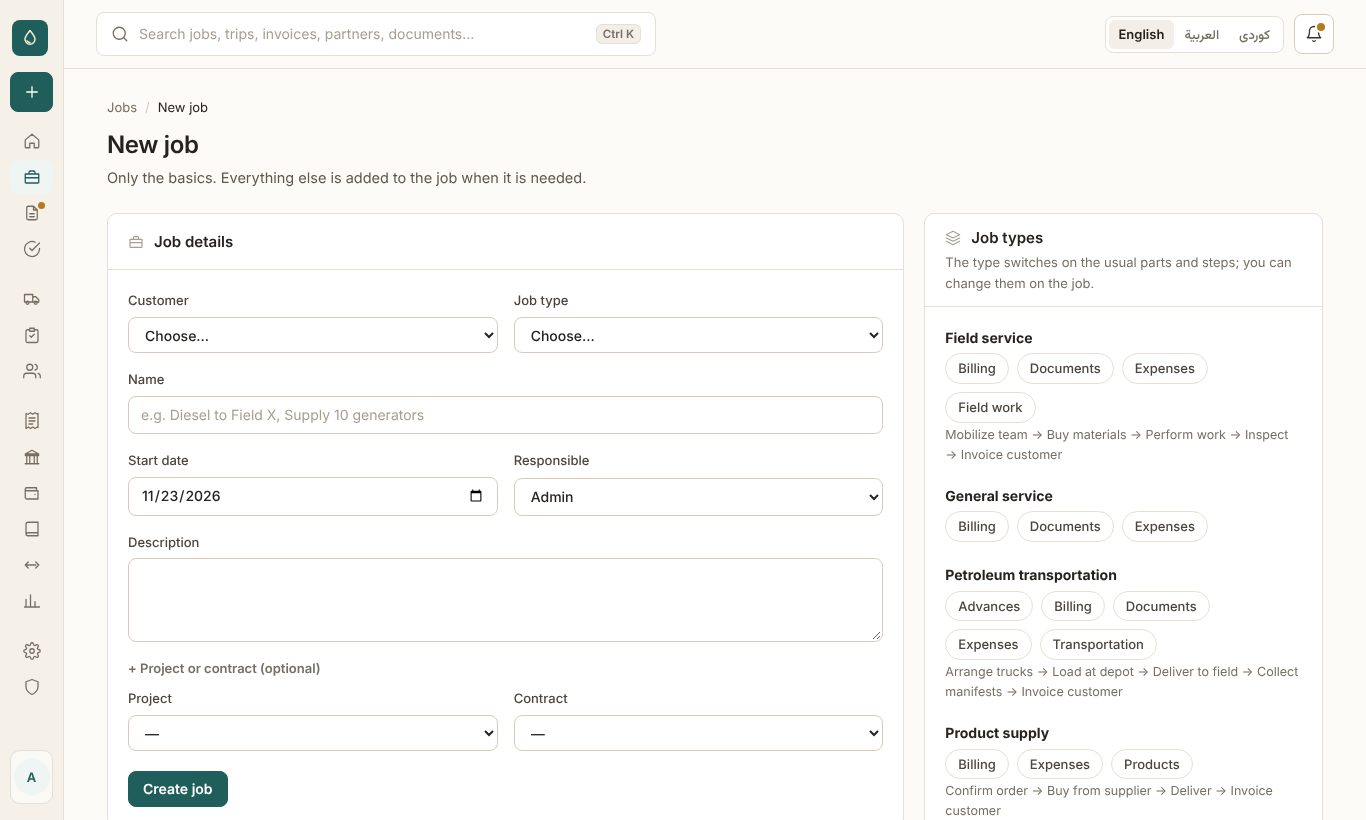 Search jobs, trips, invoices, partners, documents...
Ctrl K
English
العربية
کوردی
Jobs / New job
New job
Only the basics. Everything else is added to the job when it is needed.
Job details
Customer
Job type
Choose...
Choose...
Name
e.g. Diesel to Field X, Supply 10 generators
Start date
Responsible
11/23/2026
Admin
Description
+ Project or contract (optional)
Project
Contract
—
—
Create job
Job types
The type switches on the usual parts and steps; you can
change them on the job.
Field service
Billing
Documents
Expenses
Field work
Mobilize team → Buy materials → Perform work → Inspect
→ Invoice customer
General service
Billing
Documents
Expenses
Petroleum transportation
Advances
Billing
Documents
Expenses
Transportation
Arrange trucks → Load at depot → Deliver to field → Collect
manifests → Invoice customer
Product supply
Billing
Expenses
Products
Confirm order → Buy from supplier → Deliver → Invoice
customer
A